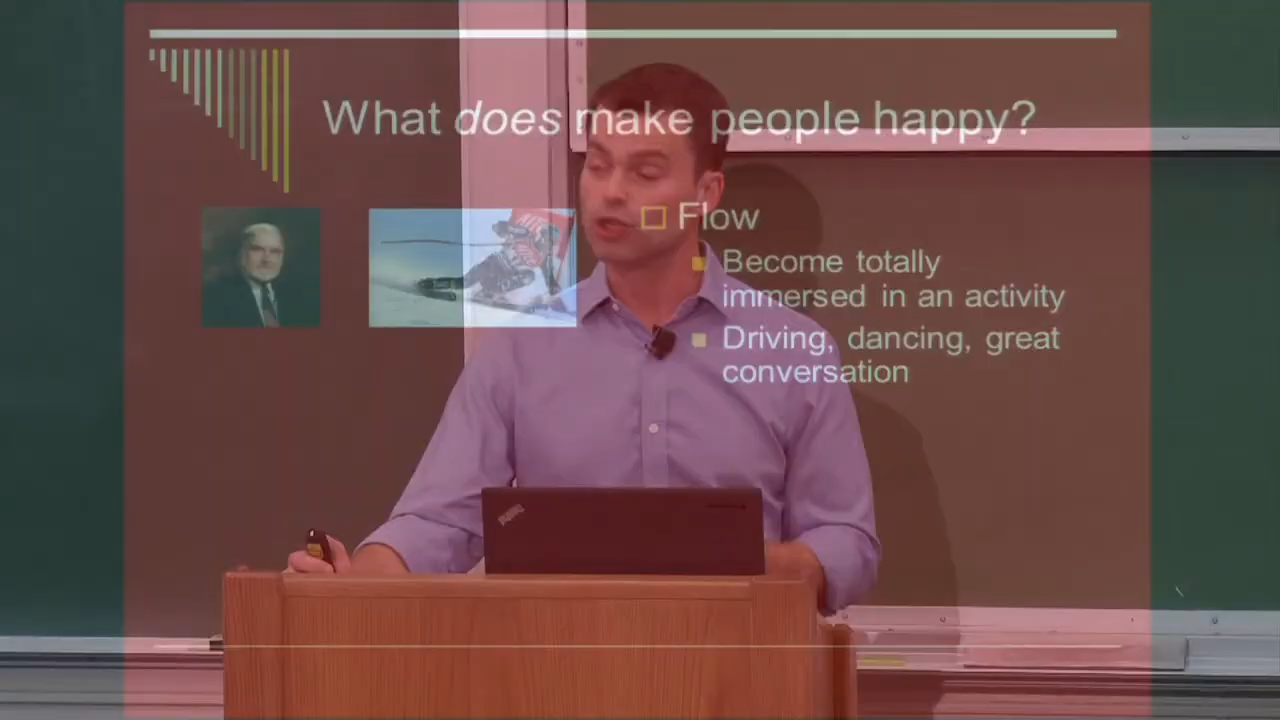 What does make people happy?
Flow
Become totally
immersed in an activity
Driving, dancing, great
conversation